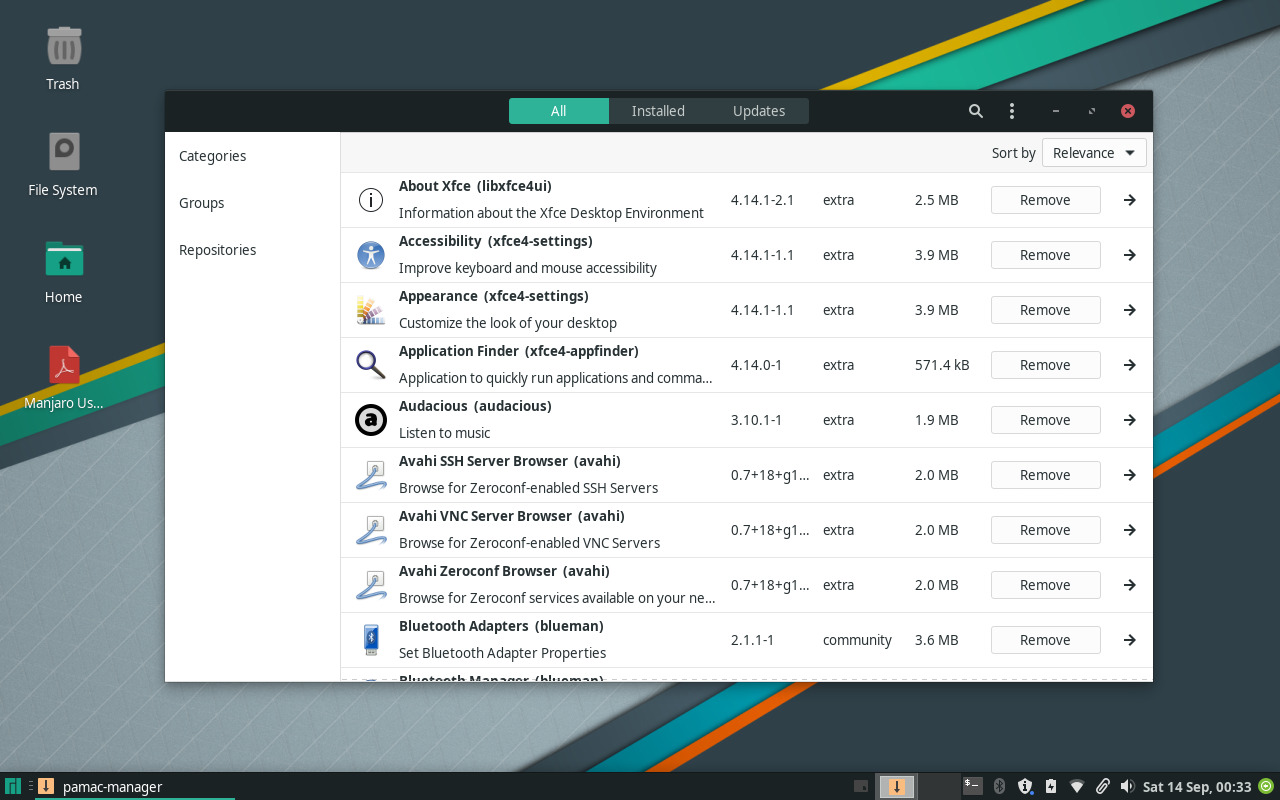 Trash
File System
Home
Manjaro Us...
All Installed Updates
Categories
Groups
Repositories
Sort by Relevance
About Xfce (libxfce4ui)
Information about the Xfce Desktop Environment
4.14.1-2.1 extra 2.5 MB Remove
Accessibility (xfce4-settings)
Improve keyboard and mouse accessibility
4.14.1-1.1 extra 3.9 MB Remove
Appearance (xfce4-settings)
Customize the look of your desktop
4.14.1-1.1 extra 3.9 MB Remove
Application Finder (xfce4-appfinder)
Application to quickly run applications and comma...
4.14.0-1 extra 571.4 kB Remove
Audacious (audacious)
Listen to music
3.10.1-1 extra 1.9 MB Remove
Avahi SSH Server Browser (avahi)
Browse for Zeroconf-enabled SSH Servers
0.7+18+g1... extra 2.0 MB Remove
Avahi VNC Server Browser (avahi)
Browse for Zeroconf-enabled VNC Servers
0.7+18+g1... extra 2.0 MB Remove
Avahi Zeroconf Browser (avahi)
Browse for Zeroconf services available on your ne...
0.7+18+g1... extra 2.0 MB Remove
Bluetooth Adapters (blueman)
Set Bluetooth Adapter Properties
2.1.1-1 community 3.6 MB Remove
Bluetooth Manager (blueman)
pamac-manager
Sat 14 Sep, 00:33